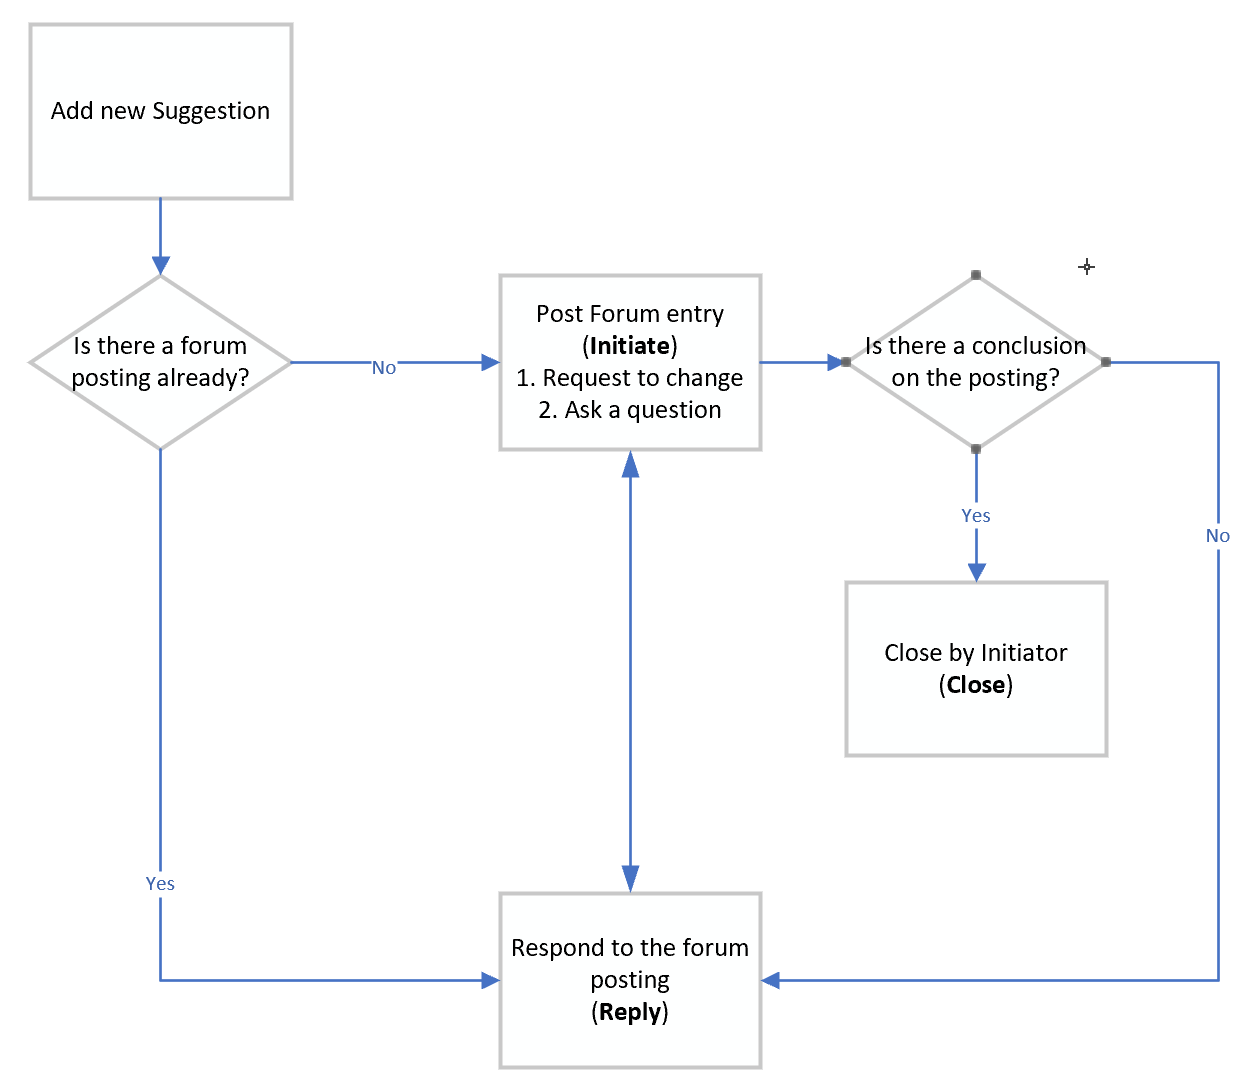 Add new Suggestion
Is there a forum
posting already?
No
Post Forum entry
(Initiate)
1. Request to change
2. Ask a question
Is there a conclusion
on the posting?
Yes
No
Close by Initiator
(Close)
Yes
Respond to the forum
posting
(Reply)